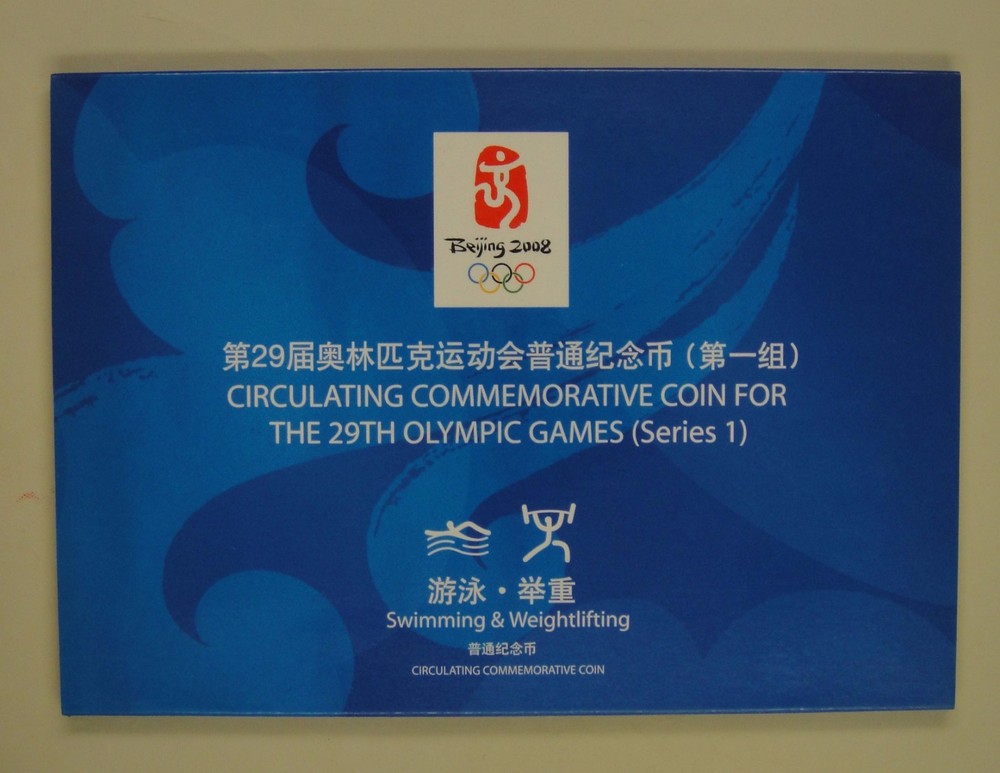 Beijing 2008
第29届奥林匹克运动会普通纪念币（第一组）
CIRCULATING COMMEMORATIVE COIN FOR
THE 29TH OLYMPIC GAMES (Series 1)
游泳·举重
Swimming & Weightlifting
普通纪念币
CIRCULATING COMMEMORATIVE COIN